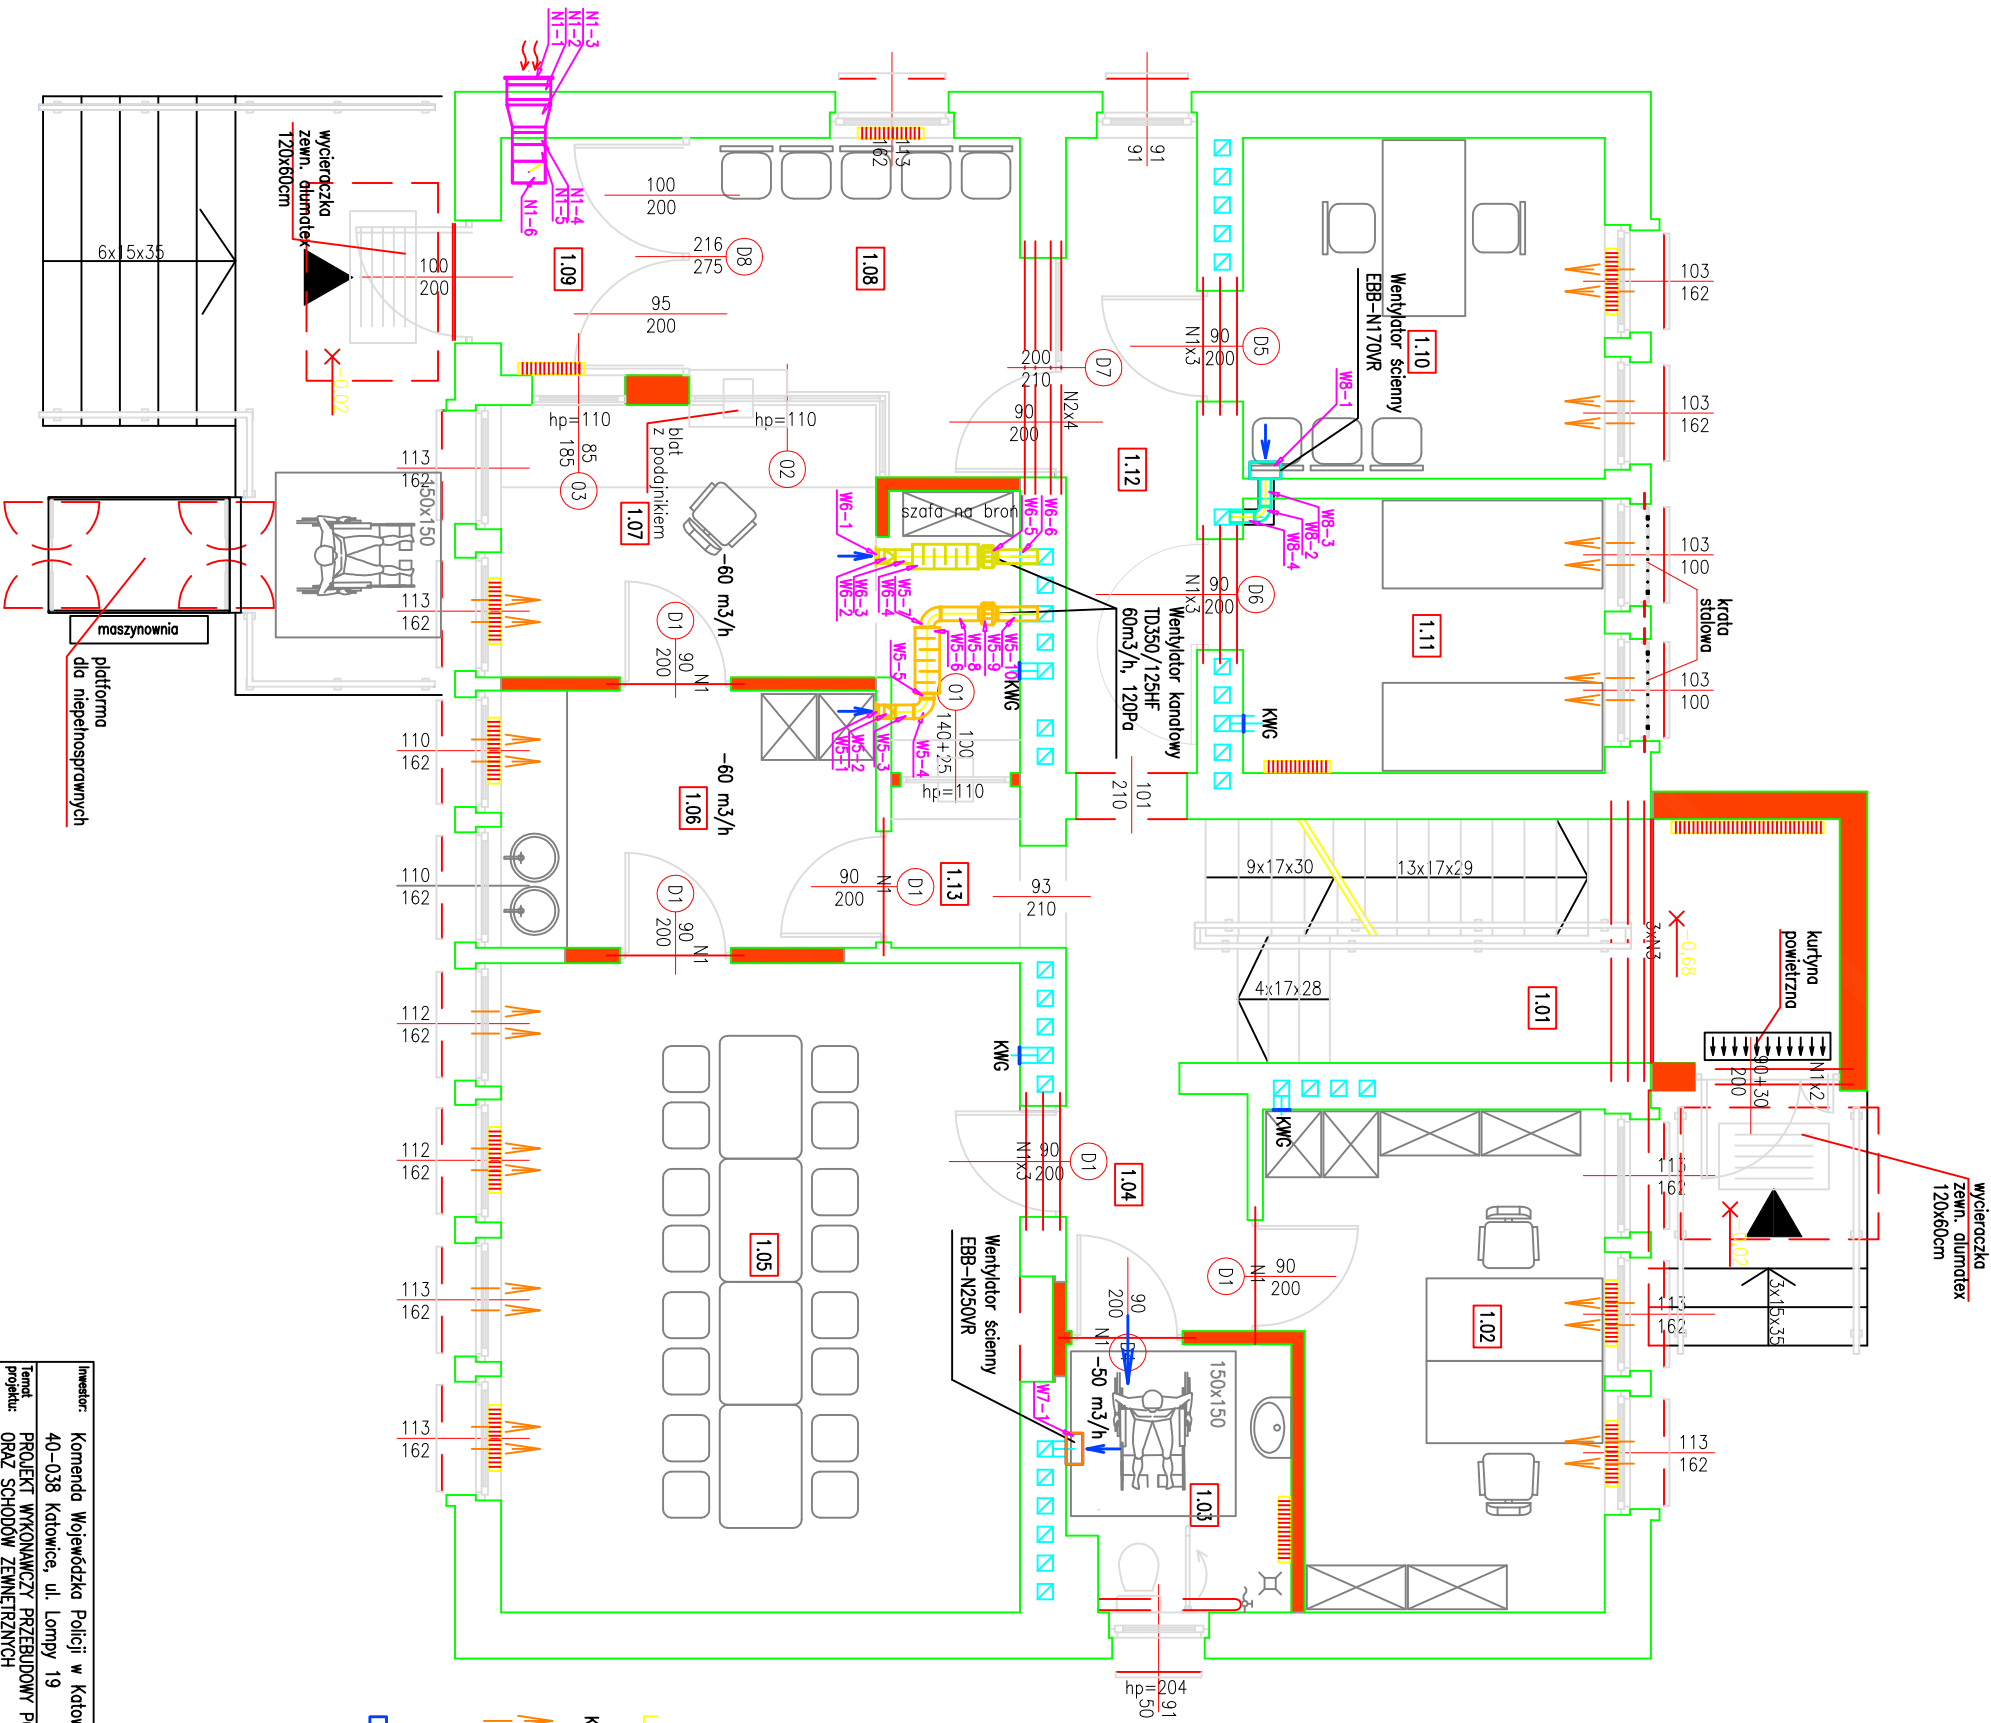 N1-1
N1-2
N1-3
N1-4
N1-5
N1-6
wycieraczka
zewn. alumatex
120x60cm
6x15x35
100
200
-0.02
1.09
100
200
216
275
D8
95
200
1.08
113
162
91
91
1.10
Wentylator ścienny
EBB-N170VR
W8-1
W8-2
W8-3
W8-4
90
200
N1x3
D5
200
210
D7
90
200
N2x4
1.12
103
162
103
162
103
100
103
100
krata
stalowa
1.11
90
200
N1x3
D6
KWG
hp=110
85
185
03
hp=110
02
blat
z podajnikiem
1.07
szafa na broń
W6-1
W6-2
W6-3
W6-4
W6-5
W6-6
W5-1
W5-2
W5-3
W5-4
W5-5
W5-6
W5-7
W5-8
W5-9
W5-10
KWG
Wentylator kanałowy
TD350/125HF
60m3/h, 120Pa
-60 m3/h
D1
90
200
N1
01
100
140+25
hp=110
113
162
150x150
113
162
maszynownia
platforma
dla niepełnosprawnych
110
162
110
162
-60 m3/h
1.06
D1
90
200
N1
90
200
N1
D1
1.13
93
210
101
210
9x17x30
13x17x29
4x17x28
3xN3
-0.68
kurtyna
powietrzna
1.01
90+30
200
N1x2
wycieraczka
zewn. alumatex
120x60cm
-0.02
3x15x35
112
162
112
162
113
162
113
162
1.05
KWG
90
200
N1x3
D1
1.04
KWG
113
162
113
162
113
162
1.02
D1
90
200
N1
Wentylator ścienny
EBB-N250VR
90
200
N1
-50 m3/h
W7-1
150x150
1.03
hp=204
91
50
Inwestor:
Komenda Wojewódzka Policji w Katow
40-038 Katowice, ul. Lompy 19
Temat
projektu:
PROJEKT WYKONAWCZY PRZEBUDOWY P
ORAZ SCHODÓW ZEWNĘTRZNYCH